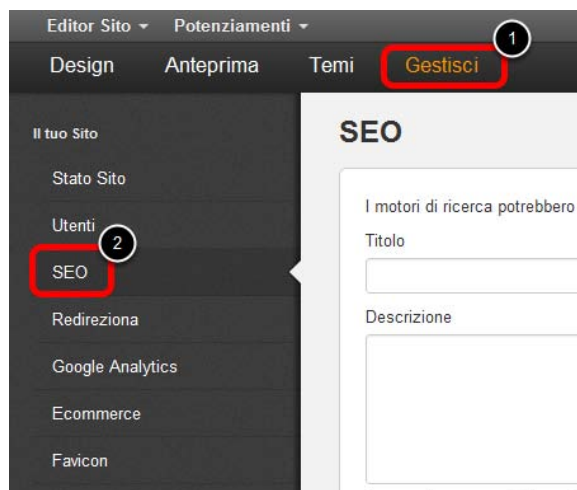 Editor Sito Potenziamenti
1
Design Anteprima Temi Gestisci
Il tuo Sito
Stato Sito
Utenti
2
SEO
Redireziona
Google Analytics
Ecommerce
Favicon
SEO
I motori di ricerca potrebbero
Titolo
Descrizione